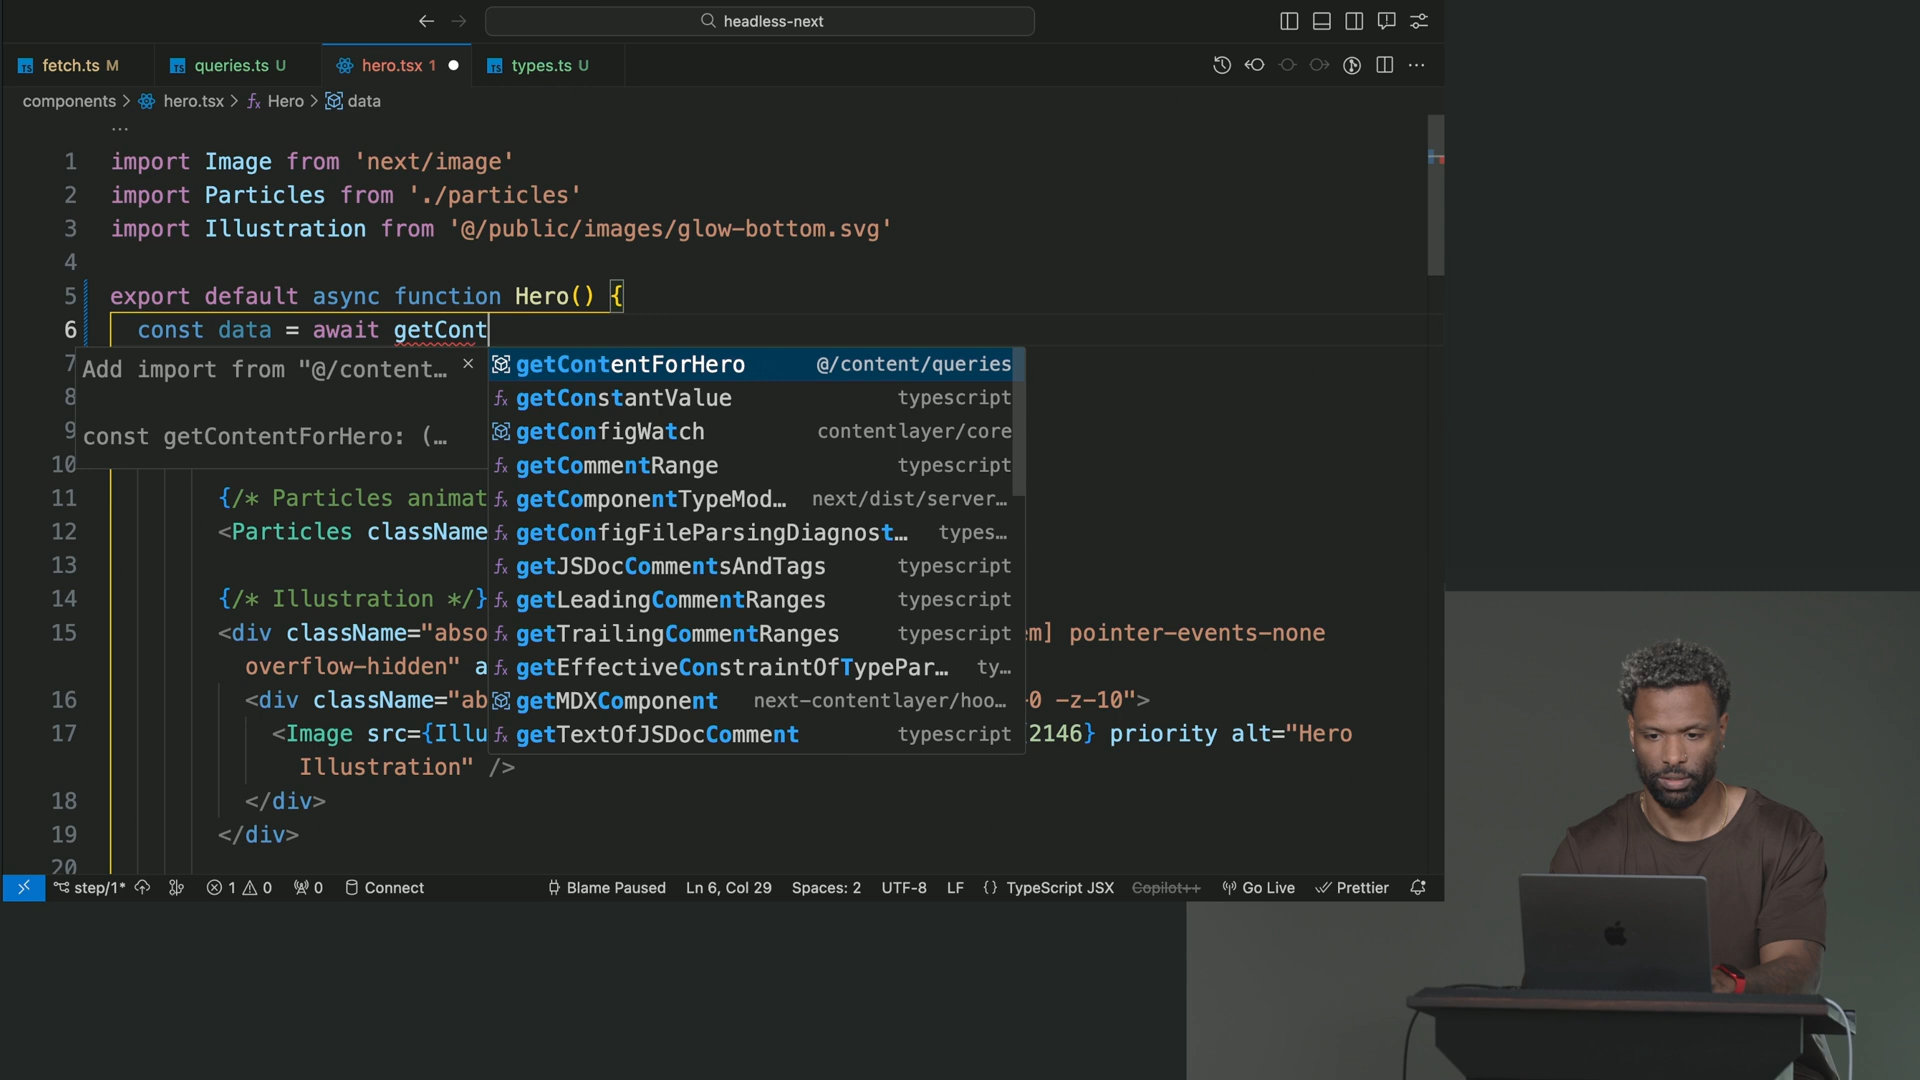 headless-next
fetch.ts M
queries.ts U
hero.tsx 1
types.ts U
components > hero.tsx > Hero > data
...
1 import Image from 'next/image'
2 import Particles from './particles'
3 import Illustration from '@/public/images/glow-bottom.svg'
4
5 export default async function Hero() {
6 const data = await getCont
7 Add import from "@/content…
8
9 const getContentForHero: (…
10
getContentForHero @/content/queries
getConstantValue typescript
getConfigWatch contentlayer/core
getCommentRange typescript
getComponentTypeMod… next/dist/server…
getConfigFileParsingDiagnost… types…
getJSDocCommentsAndTags typescript
getLeadingCommentRanges typescript
getTrailingCommentRanges typescript
getEffectiveConstraintOfTypePar… ty…
getMDXComponent next-contentlayer/hoo…
getTextOfJSDocComment typescript
11 {/* Particles animat
12 <Particles className
13
14 {/* Illustration */}
15 <div className="abso m] pointer-events-none
overflow-hidden" a
16 <div className="ab -0 -z-10">
17 <Image src={Illu 2146} priority alt="Hero
Illustration" />
18 </div>
19 </div>
20
step/1* 1 0 0 Connect Blame Paused Ln 6, Col 29 Spaces: 2 UTF-8 LF {} TypeScript JSX Copilot++ Go Live Prettier